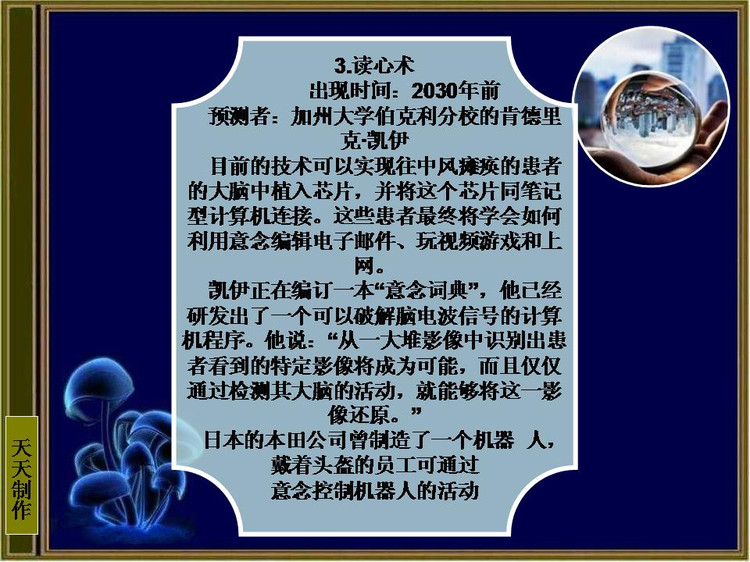 3.读心术
出现时间：2030年前
预测者：加州大学伯克利分校的肯德里
克·凯伊
目前的技术可以实现往中风瘫痪的患者
的大脑中植入芯片，并将这个芯片同笔记
型计算机连接。这些患者最终将学会如何
利用意念编辑电子邮件、玩视频游戏和上
网。
凯伊正在编订一本“意念词典”，他已经
研发出了一个可以破解脑电波信号的计算
机程序。他说：“从一大堆影像中识别出患
者看到的特定影像将成为可能，而且仅仅
通过检测其大脑的活动，就能够将这一影
像还原。”
日本的本田公司曾制造了一个机器 人，
戴着头盔的员工可通过
意念控制机器人的活动
天天制作